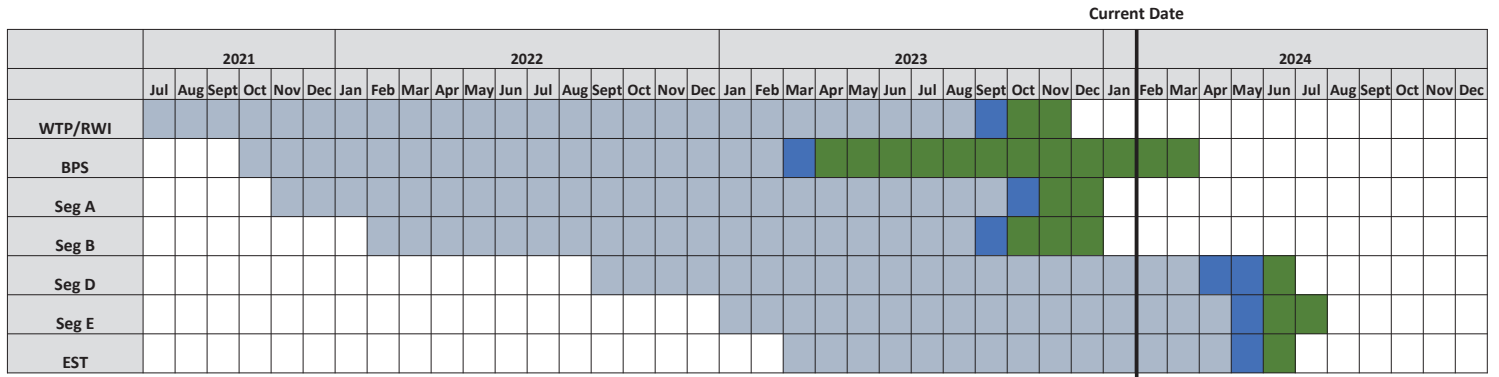 Current Date
2021 2022 2023 2024
Jul Aug Sept Oct Nov Dec Jan Feb Mar Apr May Jun Jul Aug Sept Oct Nov Dec Jan Feb Mar Apr May Jun Jul Aug Sept Oct Nov Dec Jan Feb Mar Apr May Jun Jul Aug Sept Oct Nov Dec
WTP/RWI
BPS
Seg A
Seg B
Seg D
Seg E
EST